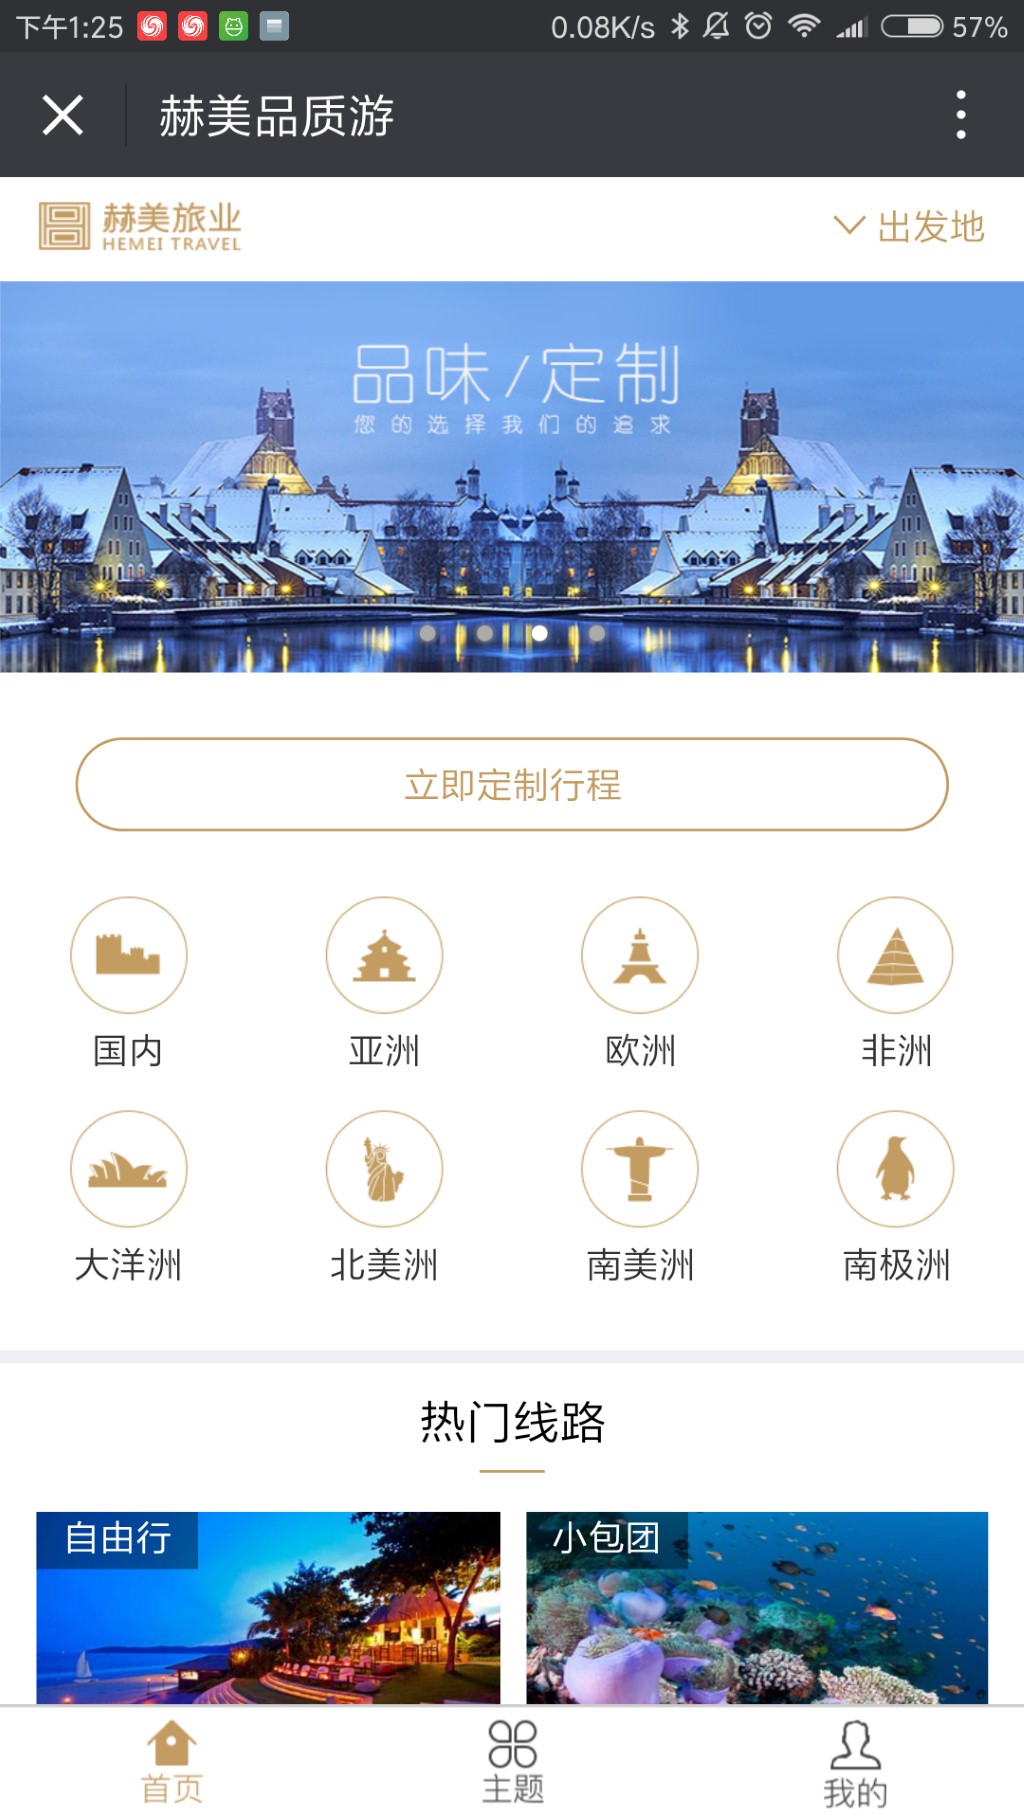 下午1:25 0.08K/s 57%
赫美品质游
赫美旅业
HEMEI TRAVEL
出发地
品味/定制
您的选择我们的追求
立即定制行程
国内 亚洲 欧洲 非洲
大洋洲 北美洲 南美洲 南极洲
热门线路
自由行 小包团
首页 主题 我的